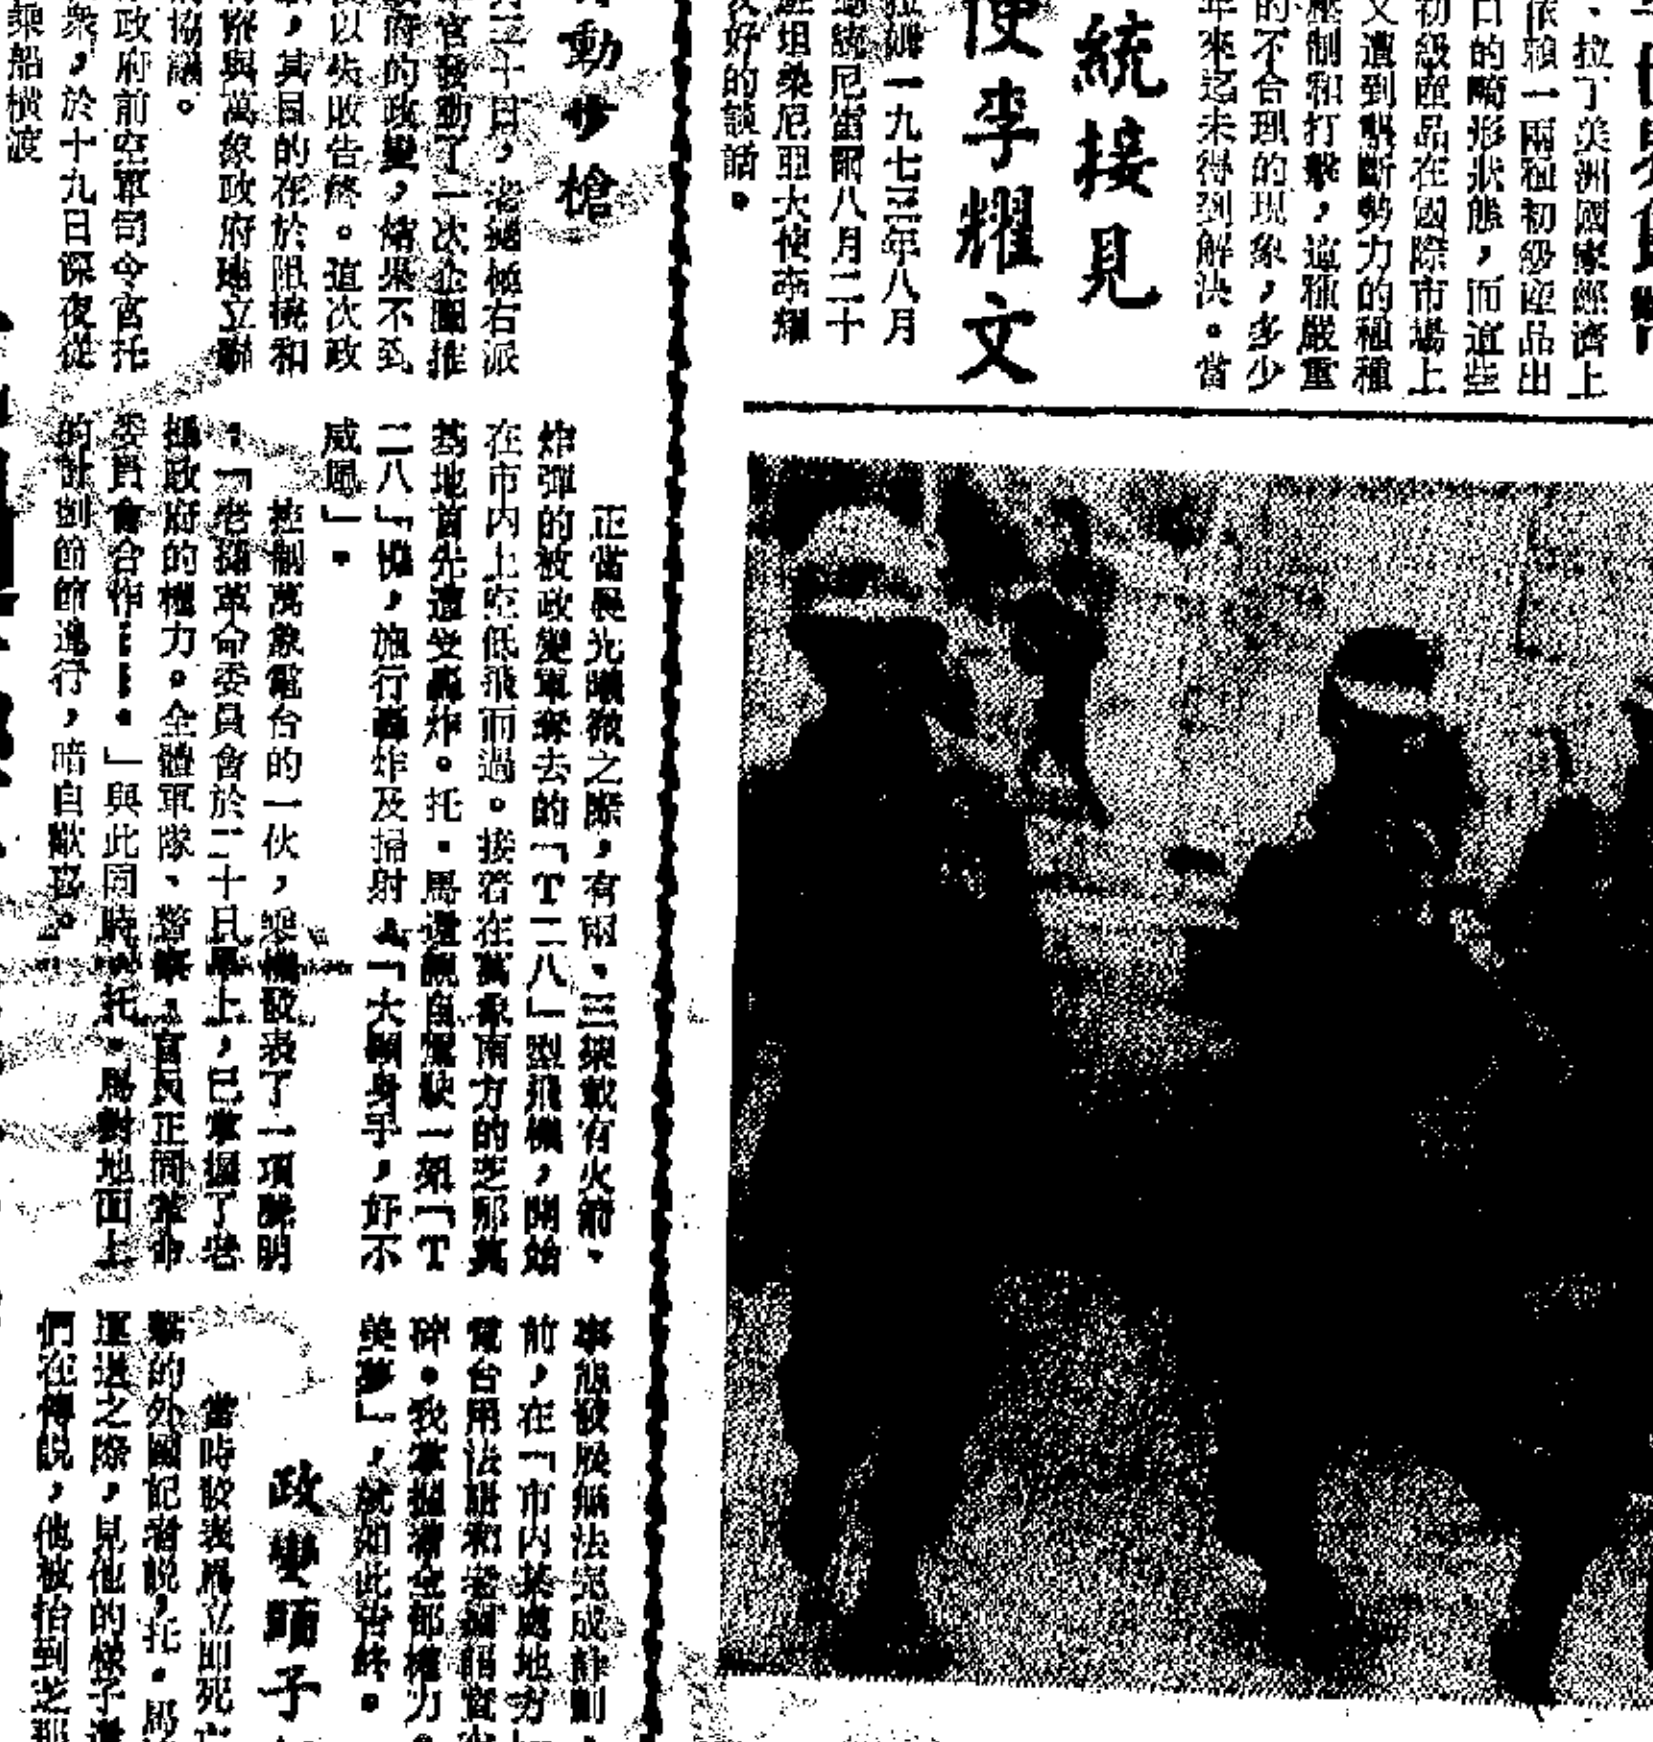 、拉丁美洲國家經濟上
依賴一兩種初級産品出
口的畸形狀態，而這些
初級産品在國際市場上
又遭到壟斷勢力的種種
壓制和打擊，這種嚴重
的不合理的現象，多少
年來迄未得到解決。當
統接見
使李耀文
一九七三年八月
總統尼雷爾八月二十
駐坦桑尼亞大使李耀
友好的談話。
動步槍
二十日，老撾極右派
軍官發動了一次企圖推
政府的政變，結果不到
以失敗告終。這次政
，其目的在於阻撓和
寮與萬象政府建立聯
協議。
政府前空軍司令官托
衆，於十九日深夜從
乘船橫渡
正當晨光曦微之際，有兩、三架載有火箭、
炸彈的被政變軍奪去的「T二八」型飛機，開始
在市內上空低飛而過。接着在萬象南方的芝那萬
基地首先遭受轟炸。托・馬還親自駕駛一架「T
二八」機，施行轟炸及掃射，「大顯身手，好不
威風」。
控制萬象電台的一伙，乘機發表了一項聲明
：「老撾革命委員會於二十日早上，已掌握了老
撾政府的權力。全體軍隊、警察、官員正同革命
委員會合作……。」與此同時，托・馬對地面上
的計劃節節進行，暗自歡喜。
事態發展無法完成計劃，
前，在「市內某處地方
電台用法語和老撾語宣
碎。我掌握着全部權力。
美夢」，就如此告終。
政變頭子
當時發表爲立即死亡
擊的外國記者說，托・馬
運送之際，見他的樣子還
們在傳説，他被抬到芝那